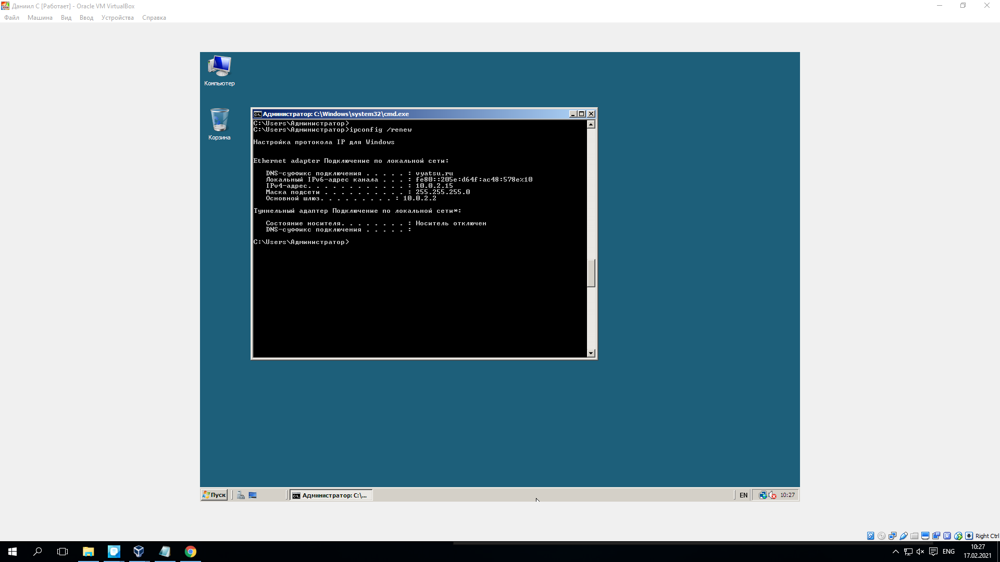 Даниил С [Работает] - Oracle VM VirtualBox
Файл Машина Вид Ввод Устройства Справка
Компьютер
Корзина
Администратор: C:\Windows\system32\cmd.exe
C:\Users\Администратор>
C:\Users\Администратор>ipconfig /renew
Настройка протокола IP для Windows
Ethernet adapter Подключение по локальной сети:
DNS-суффикс подключения . . . . . : vyatsu.ru
Локальный IPv6-адрес канала . . . : fe80::205e:d64f:ac48:578e%10
IPv4-адрес. . . . . . . . . . . . : 10.0.2.15
Маска подсети . . . . . . . . . . : 255.255.255.0
Основной шлюз. . . . . . . . . : 10.0.2.2
Туннельный адаптер Подключение по локальной сети*:
Состояние носителя. . . . . . . . : Носитель отключен
DNS-суффикс подключения . . . . . :
C:\Users\Администратор>
Пуск
Администратор: C:\...
EN
10:27
Right Ctrl
ENG
10:27
17.02.2021